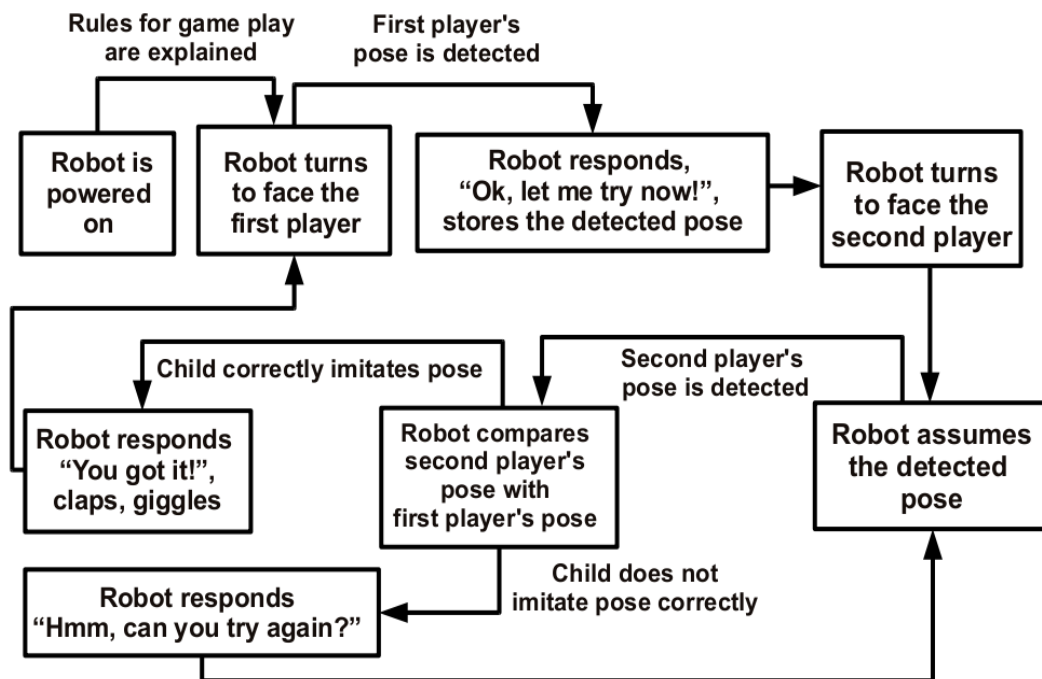 Rules for game play
are explained
First player's
pose is detected
Robot is
powered
on
Robot turns
to face the
first player
Robot responds,
“Ok, let me try now!”,
stores the detected pose
Robot turns
to face the
second player
Child correctly imitates pose
Second player's
pose is detected
Robot responds
“You got it!”,
claps, giggles
Robot compares
second player's
pose with
first player's pose
Robot assumes
the detected
pose
Child does not
imitate pose correctly
Robot responds
“Hmm, can you try again?”